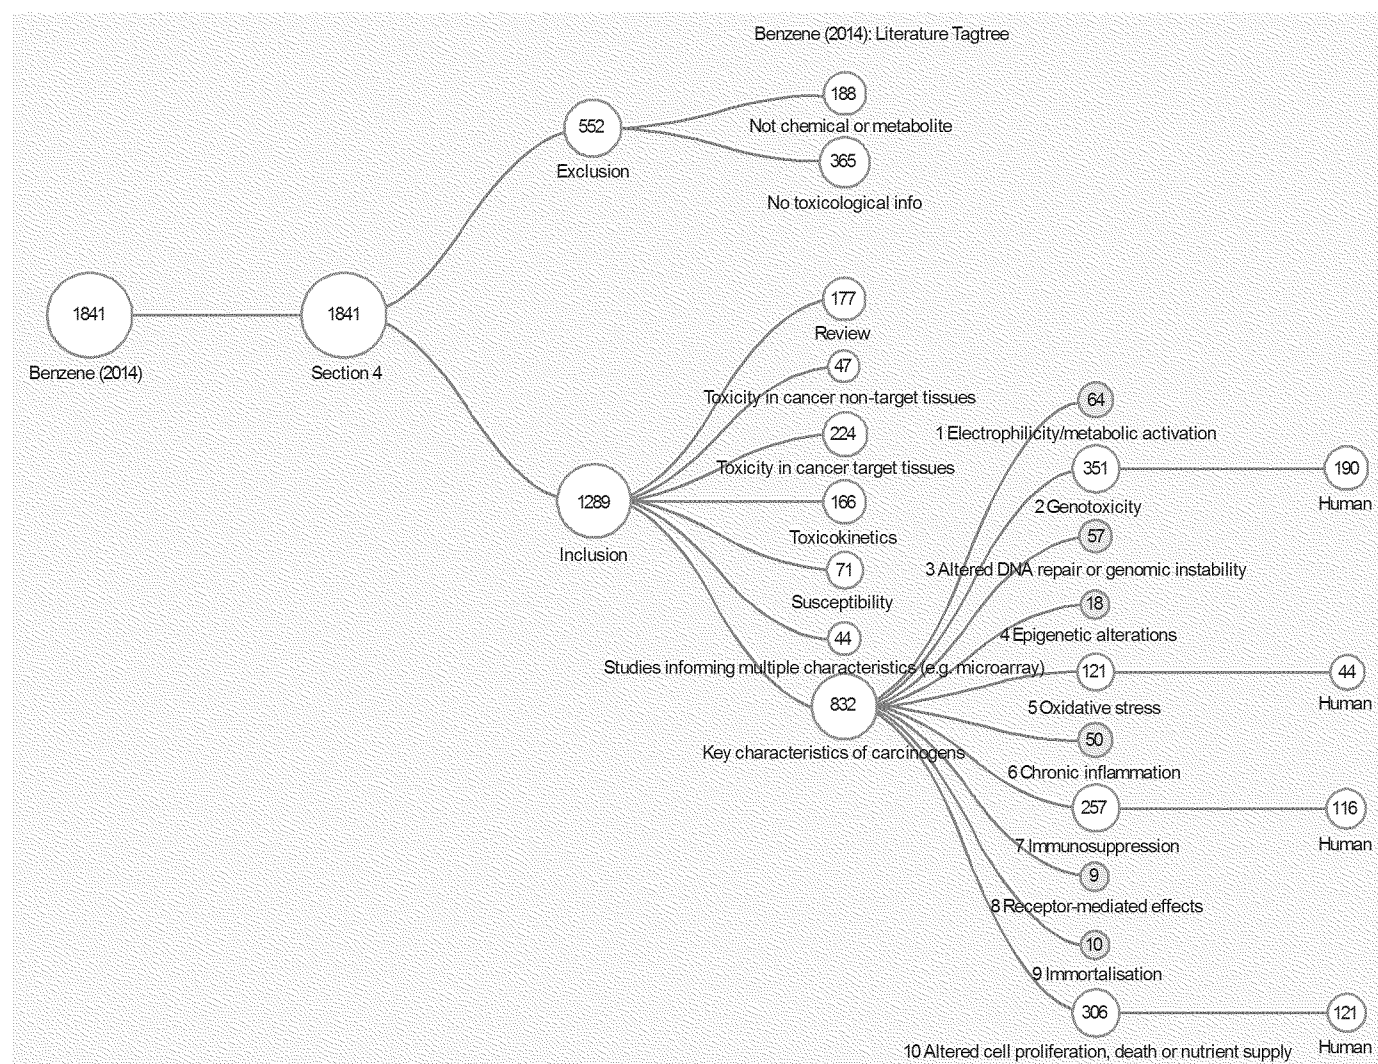 Benzene (2014): Literature Tagtree
188
Not chemical or metabolite
552
Exclusion
365
No toxicological info
1841
Benzene (2014)
1841
Section 4
1289
Inclusion
177
Review
47
Toxicity in cancer non-target tissues
224
Toxicity in cancer target tissues
166
Toxicokinetics
71
Susceptibility
44
Studies informing multiple characteristics (e.g. microarray)
832
Key characteristics of carcinogens
64
1 Electrophilicity/metabolic activation
351
2 Genotoxicity
190
Human
57
3 Altered DNA repair or genomic instability
18
4 Epigenetic alterations
121
5 Oxidative stress
44
Human
50
6 Chronic inflammation
257
7 Immunosuppression
116
Human
9
8 Receptor-mediated effects
10
9 Immortalisation
306
10 Altered cell proliferation, death or nutrient supply
121
Human